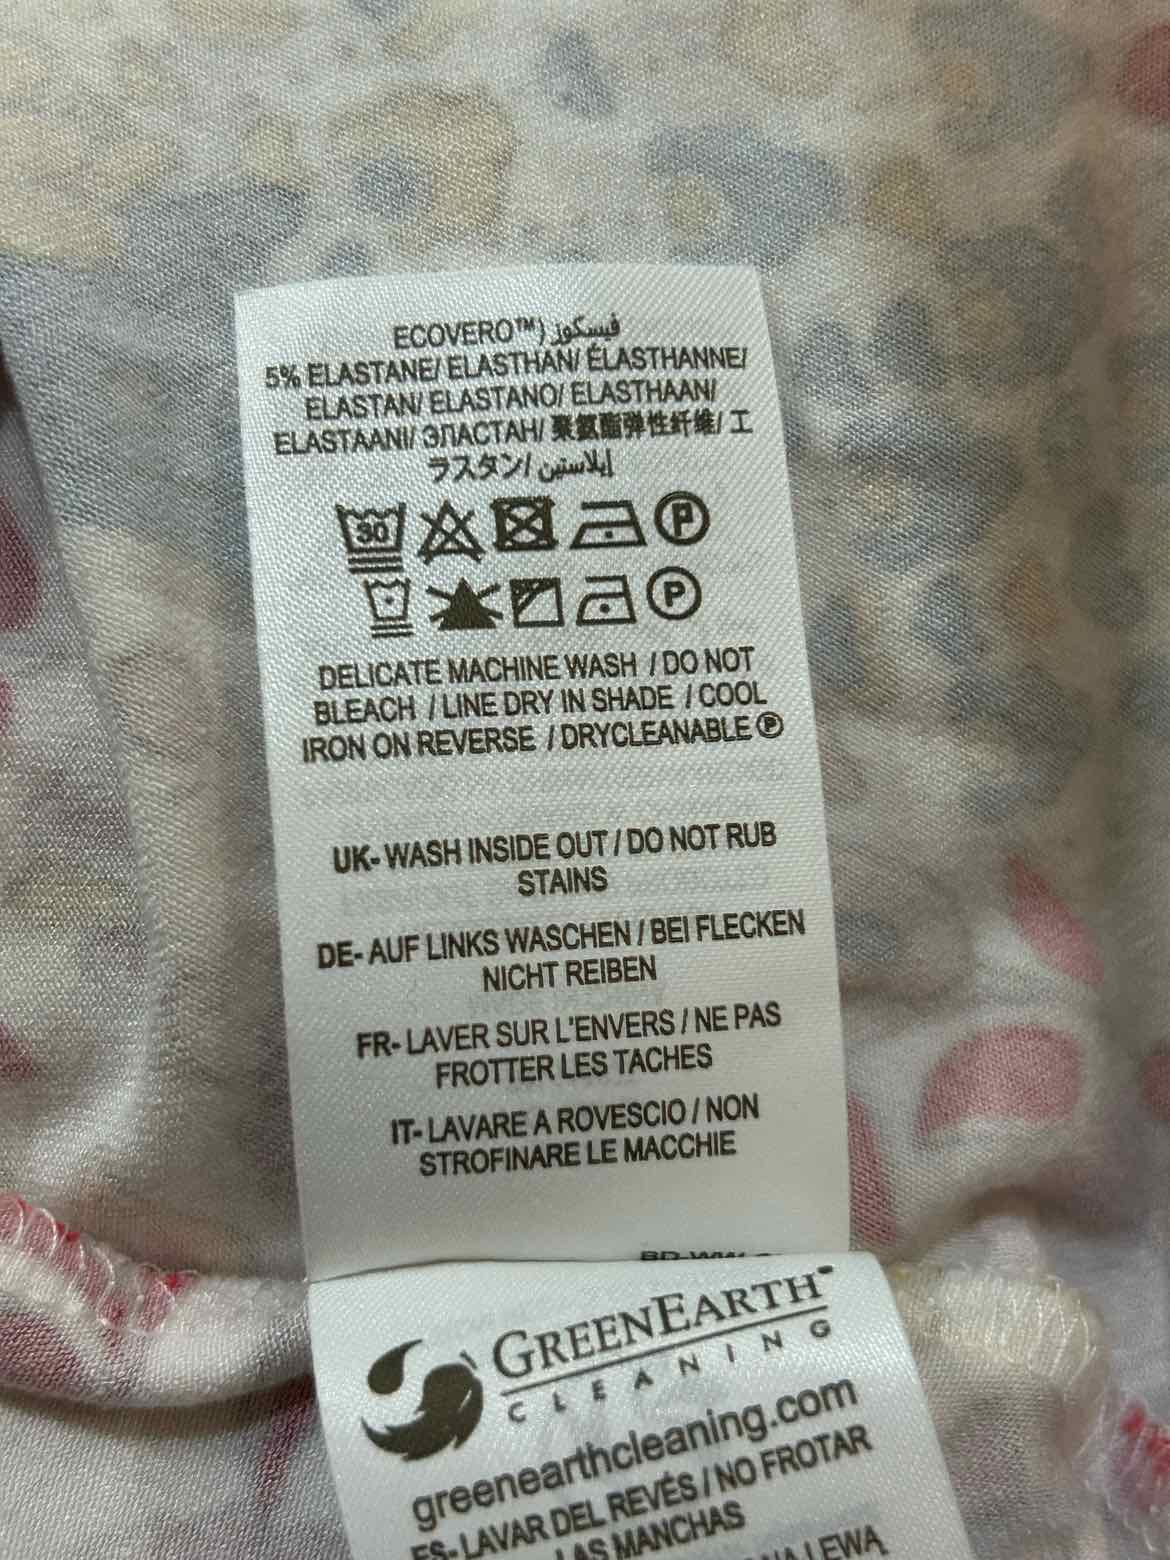 ECOVERO™) فيسكوز
5% ELASTANE/ ELASTHAN/ ÉLASTHANNE/
ELASTAN/ ELASTANO/ ELASTHAAN/
ELASTAANI/ ЭЛАСТАН/ 聚氨酯弹性纤维/ エ
ラスタン/ إيلاستين
30
P
P
DELICATE MACHINE WASH / DO NOT
BLEACH / LINE DRY IN SHADE / COOL
IRON ON REVERSE / DRYCLEANABLE Ⓟ
UK- WASH INSIDE OUT / DO NOT RUB
STAINS
DE- AUF LINKS WASCHEN / BEI FLECKEN
NICHT REIBEN
FR- LAVER SUR L'ENVERS / NE PAS
FROTTER LES TACHES
IT- LAVARE A ROVESCIO / NON
STROFINARE LE MACCHIE
GREENEARTH
CLEANING
greenearthcleaning.com
ES- LAVAR DEL REVÉS / NO FROTAR
LAS MANCHAS
LEWĄ